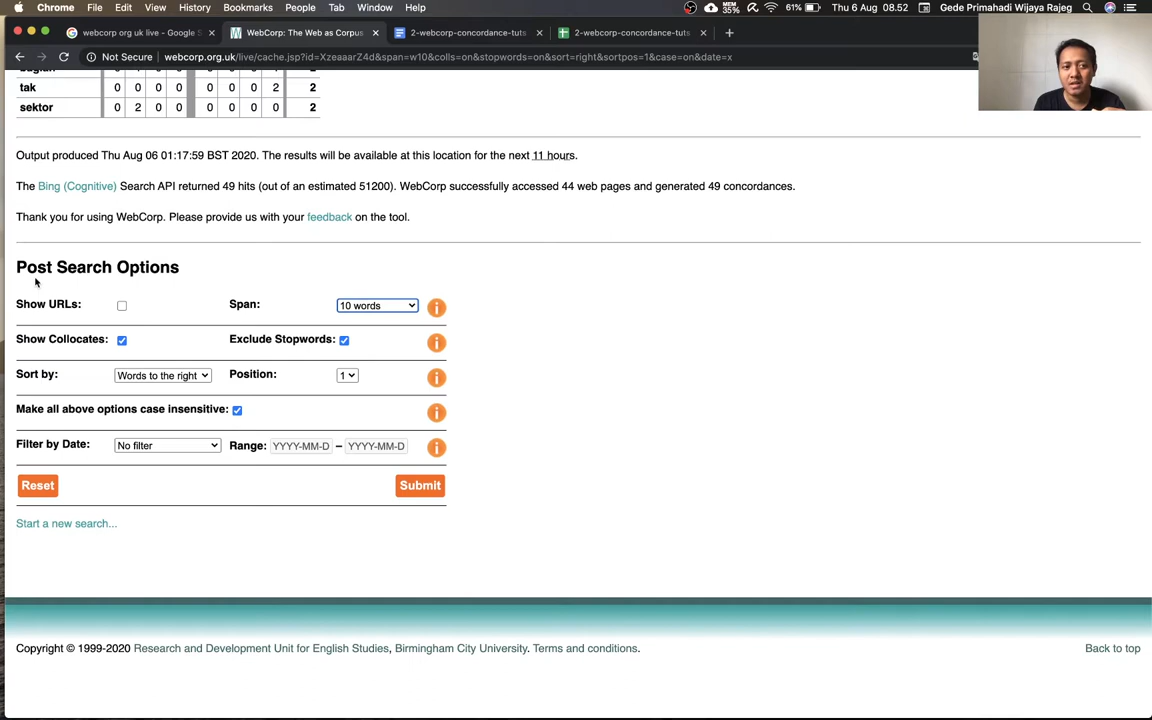 Chrome File Edit View History Bookmarks People Tab Window Help MEM 35% 61% Thu 6 Aug 08.52 Gede Primahadi Wijaya Rajeg
webcorp org uk live - Google S × WebCorp: The Web as Corpus × 2-webcorp-concordance-tuts × 2-webcorp-concordance-tuts × +
Not Secure webcorp.org.uk/live/cache.jsp?id=XzeaaarZ4d&span=w10&colls=on&stopwords=on&sort=right&sortpos=1&case=on&date=x
tak 0 0 0 0 0 0 0 2 2
sektor 0 2 0 0 0 0 0 0 2
Output produced Thu Aug 06 01:17:59 BST 2020. The results will be available at this location for the next 11 hours.
The Bing (Cognitive) Search API returned 49 hits (out of an estimated 51200). WebCorp successfully accessed 44 web pages and generated 49 concordances.
Thank you for using WebCorp. Please provide us with your feedback on the tool.
Post Search Options
Show URLs: Span: 10 words i
Show Collocates: Exclude Stopwords: i
Sort by: Words to the right Position: 1 i
Make all above options case insensitive: i
Filter by Date: No filter Range: YYYY-MM-D – YYYY-MM-D i
Reset Submit
Start a new search...
Copyright © 1999-2020 Research and Development Unit for English Studies, Birmingham City University. Terms and conditions. Back to top